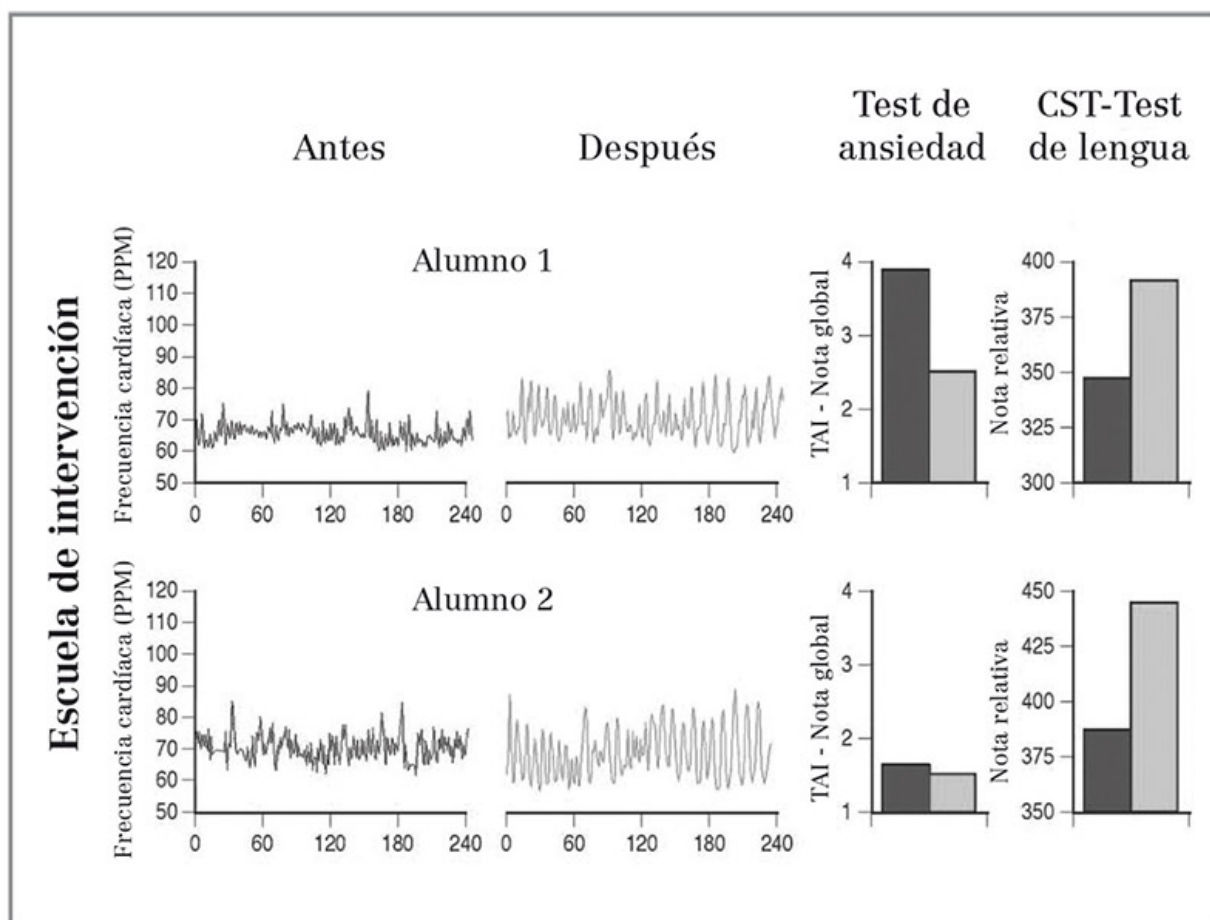 Antes
Después
Test de
ansiedad
CST-Test
de lengua
Escuela de intervención
Alumno 1
Frecuencia cardíaca (PPM)
120
110
100
90
80
70
60
50
0 60 120 180 240
0 60 120 180 240
TAI - Nota global
4
3
2
1
Nota relativa
400
375
350
325
300
Alumno 2
Frecuencia cardíaca (PPM)
120
110
100
90
80
70
60
50
0 60 120 180 240
0 60 120 180 240
TAI - Nota global
4
3
2
1
Nota relativa
450
425
400
375
350